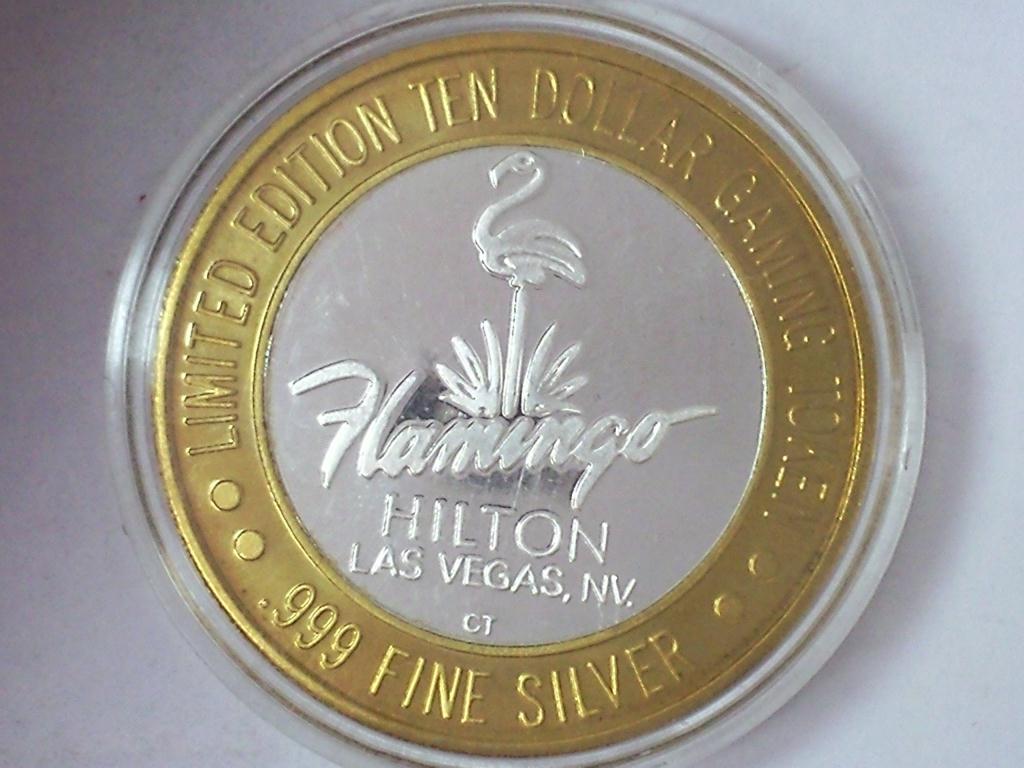 LIMITED EDITION TEN DOLLAR GAMING TOKEN
Flamingo
HILTON
LAS VEGAS, NV.
CT
.999 FINE SILVER